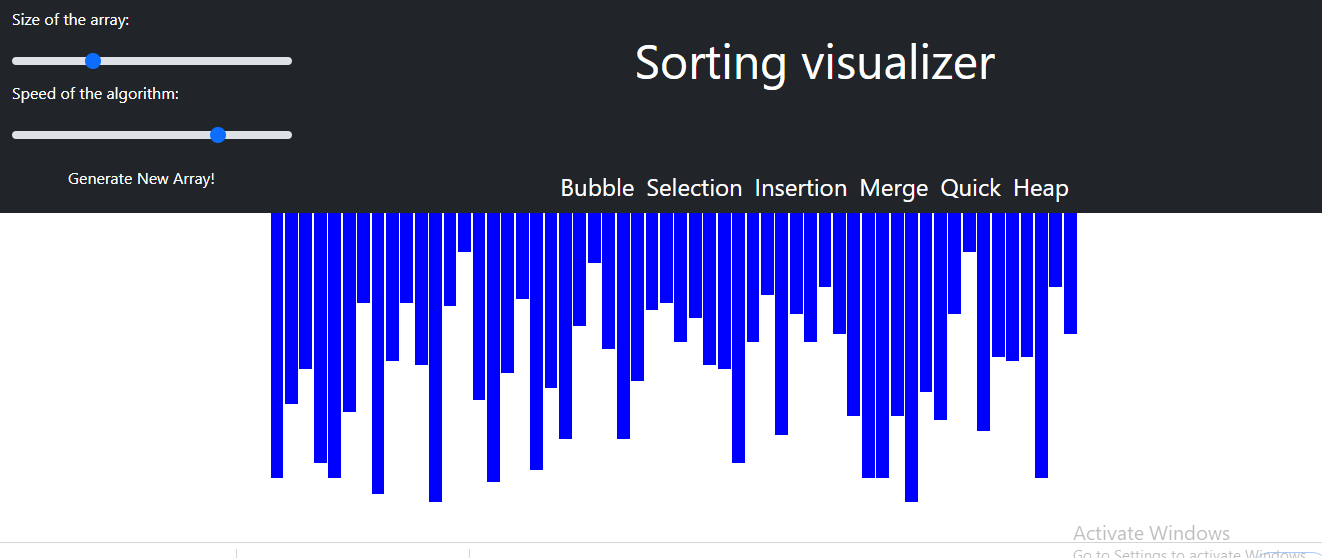 Size of the array:
Sorting visualizer
Speed of the algorithm:
Generate New Array!
Bubble Selection Insertion Merge Quick Heap
Activate Windows
Go to Settings to activate Windows.